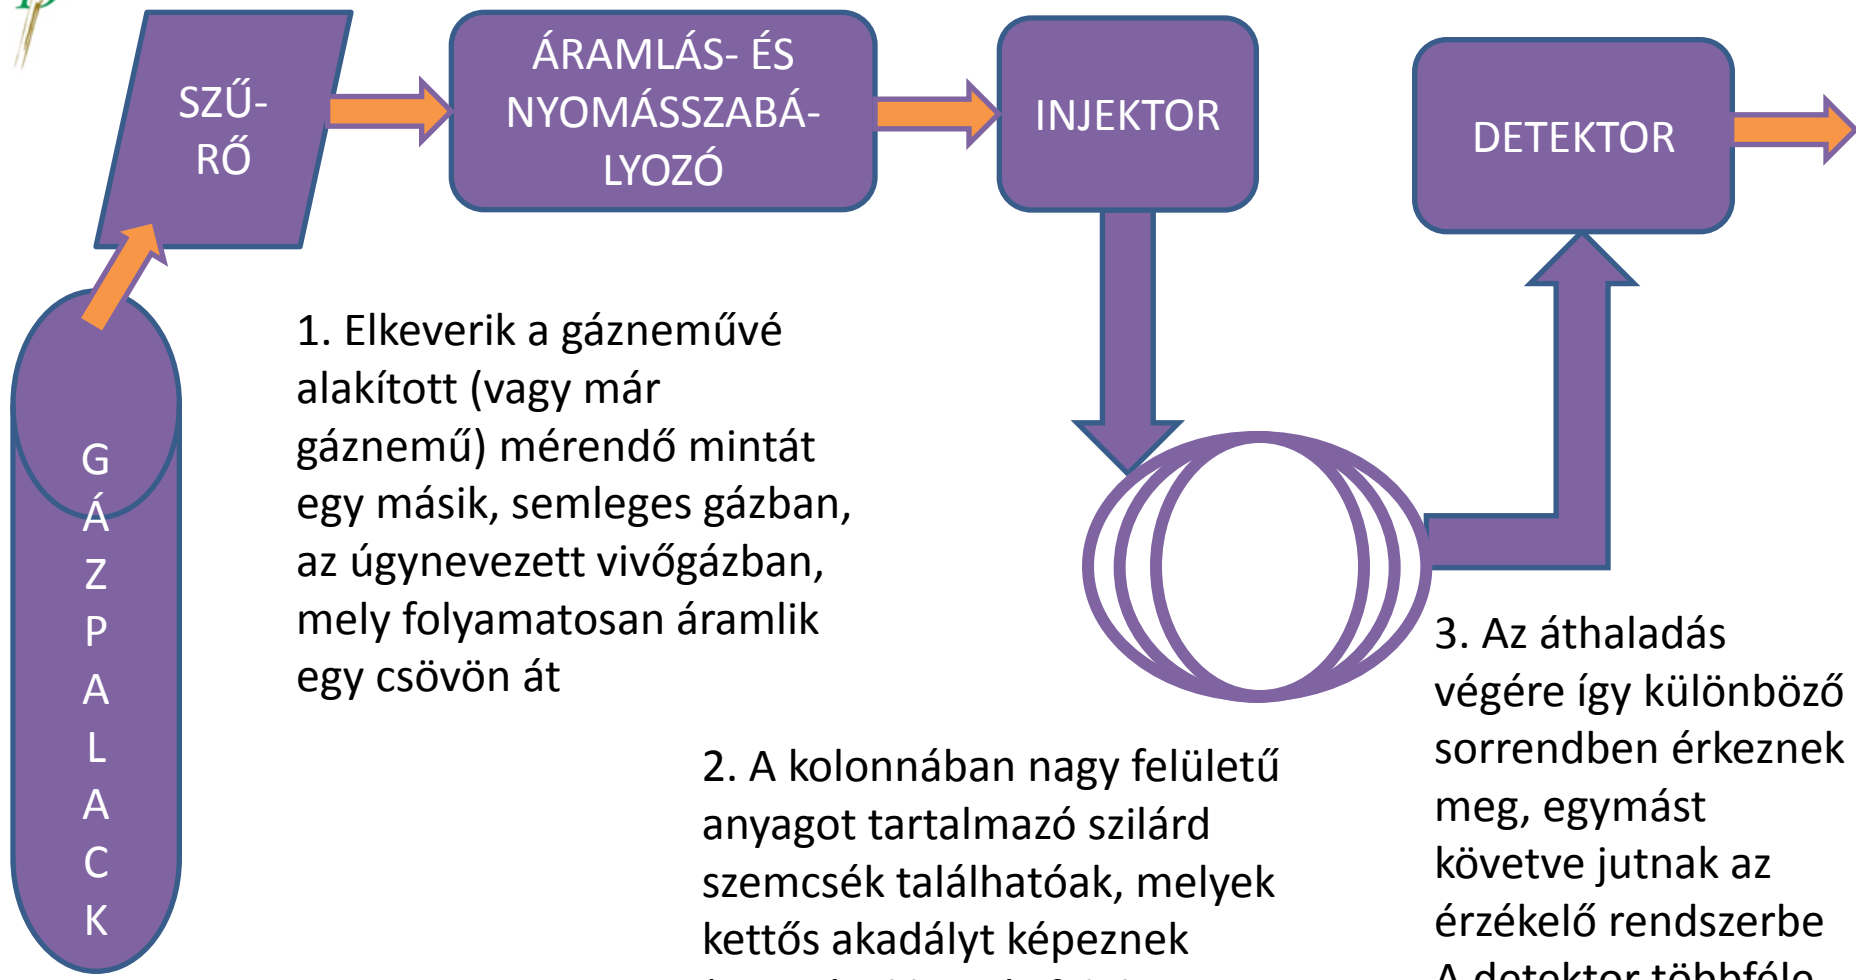 SZŰ-
RŐ
ÁRAMLÁS- ÉS
NYOMÁSSZABÁ-
LYOZÓ
INJEKTOR
DETEKTOR
G
Á
Z
P
A
L
A
C
K
1. Elkeverik a gázneművé
alakított (vagy már
gáznemű) mérendő mintát
egy másik, semleges gázban,
az úgynevezett vivőgázban,
mely folyamatosan áramlik
egy csövön át
2. A kolonnában nagy felületű
anyagot tartalmazó szilárd
szemcsék találhatóak, melyek
kettős akadályt képeznek
3. Az áthaladás
végére így különböző
sorrendben érkeznek
meg, egymást
követve jutnak az
érzékelő rendszerbe
A detektor többféle